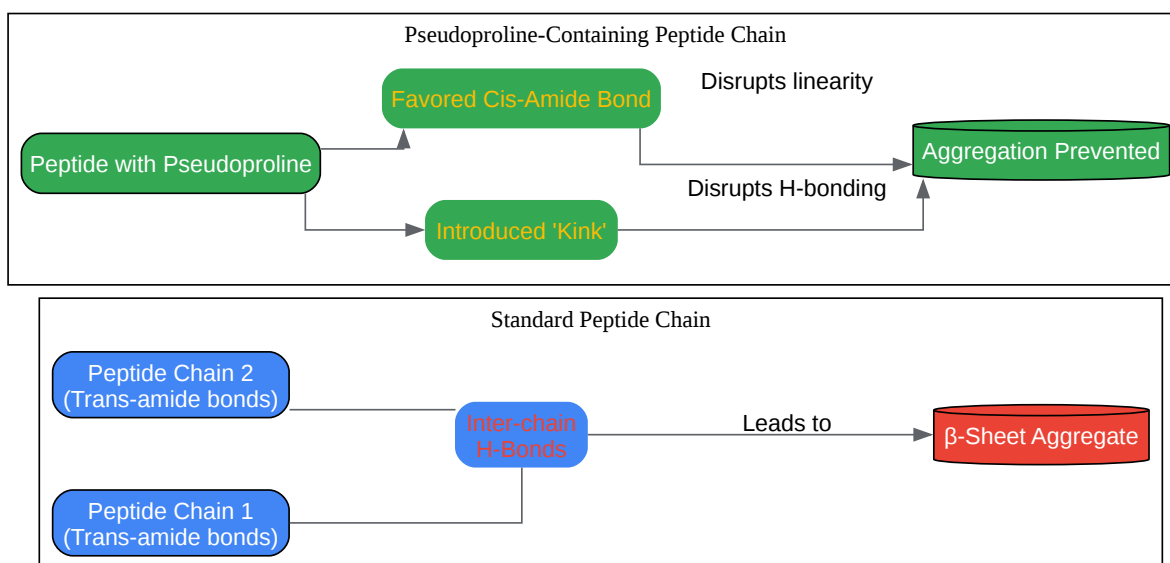 Pseudoproline-Containing Peptide Chain
Favored Cis-Amide Bond
Disrupts linearity
Peptide with Pseudoproline
Aggregation Prevented
Disrupts H-bonding
Introduced 'Kink'
Standard Peptide Chain
Peptide Chain 2
(Trans-amide bonds)
Inter-chain
H-Bonds
Leads to
β-Sheet Aggregate
Peptide Chain 1
(Trans-amide bonds)